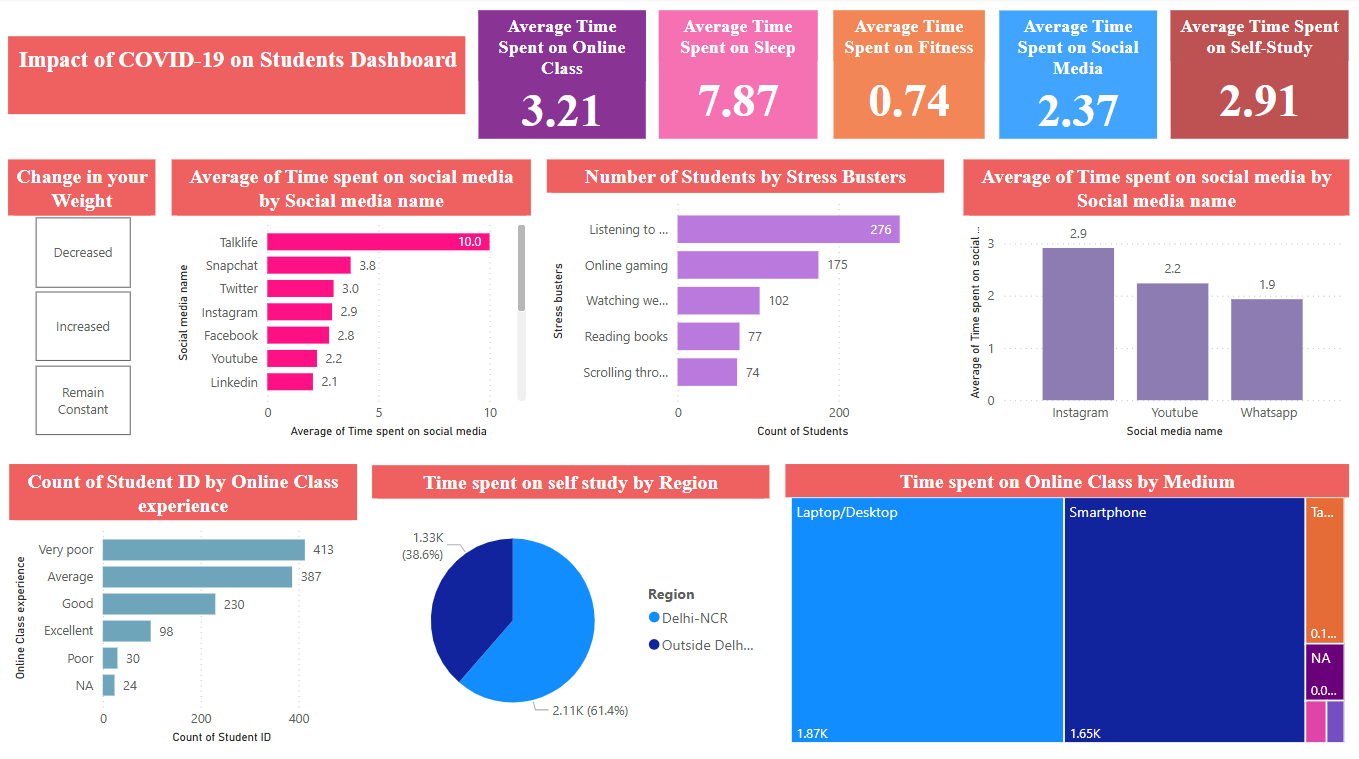 Impact of COVID-19 on Students Dashboard
Average Time
Spent on Online
Class
3.21
Average Time
Spent on Sleep
7.87
Average Time
Spent on Fitness
0.74
Average Time
Spent on Social
Media
2.37
Average Time Spent
on Self-Study
2.91
Change in your
Weight
Decreased
Increased
Remain
Constant
Average of Time spent on social media
by Social media name
Social media name
Talklife 10.0
Snapchat 3.8
Twitter 3.0
Instagram 2.9
Facebook 2.8
Youtube 2.2
Linkedin 2.1
0 5 10
Average of Time spent on social media
Number of Students by Stress Busters
Stress busters
Listening to ... 276
Online gaming 175
Watching we... 102
Reading books 77
Scrolling thro... 74
0 200
Count of Students
Average of Time spent on social media by
Social media name
Average of Time spent on social ...
3
2
1
0
2.9
2.2
1.9
Instagram Youtube Whatsapp
Social media name
Count of Student ID by Online Class
experience
Online Class experience
Very poor 413
Average 387
Good 230
Excellent 98
Poor 30
NA 24
0 200 400
Count of Student ID
Time spent on self study by Region
1.33K
(38.6%)
2.11K (61.4%)
Region
Delhi-NCR
Outside Delh...
Time spent on Online Class by Medium
Laptop/Desktop
1.87K
Smartphone
1.65K
Ta...
0.1...
NA
0.0...